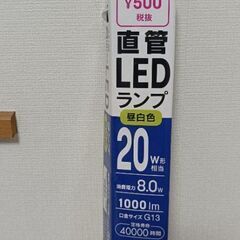 ¥500
税抜
直管
LED
ランプ
昼白色
20W形
相当
消費電力 8.0w
1000lm
口金サイズ G13
定格寿命
40000時間